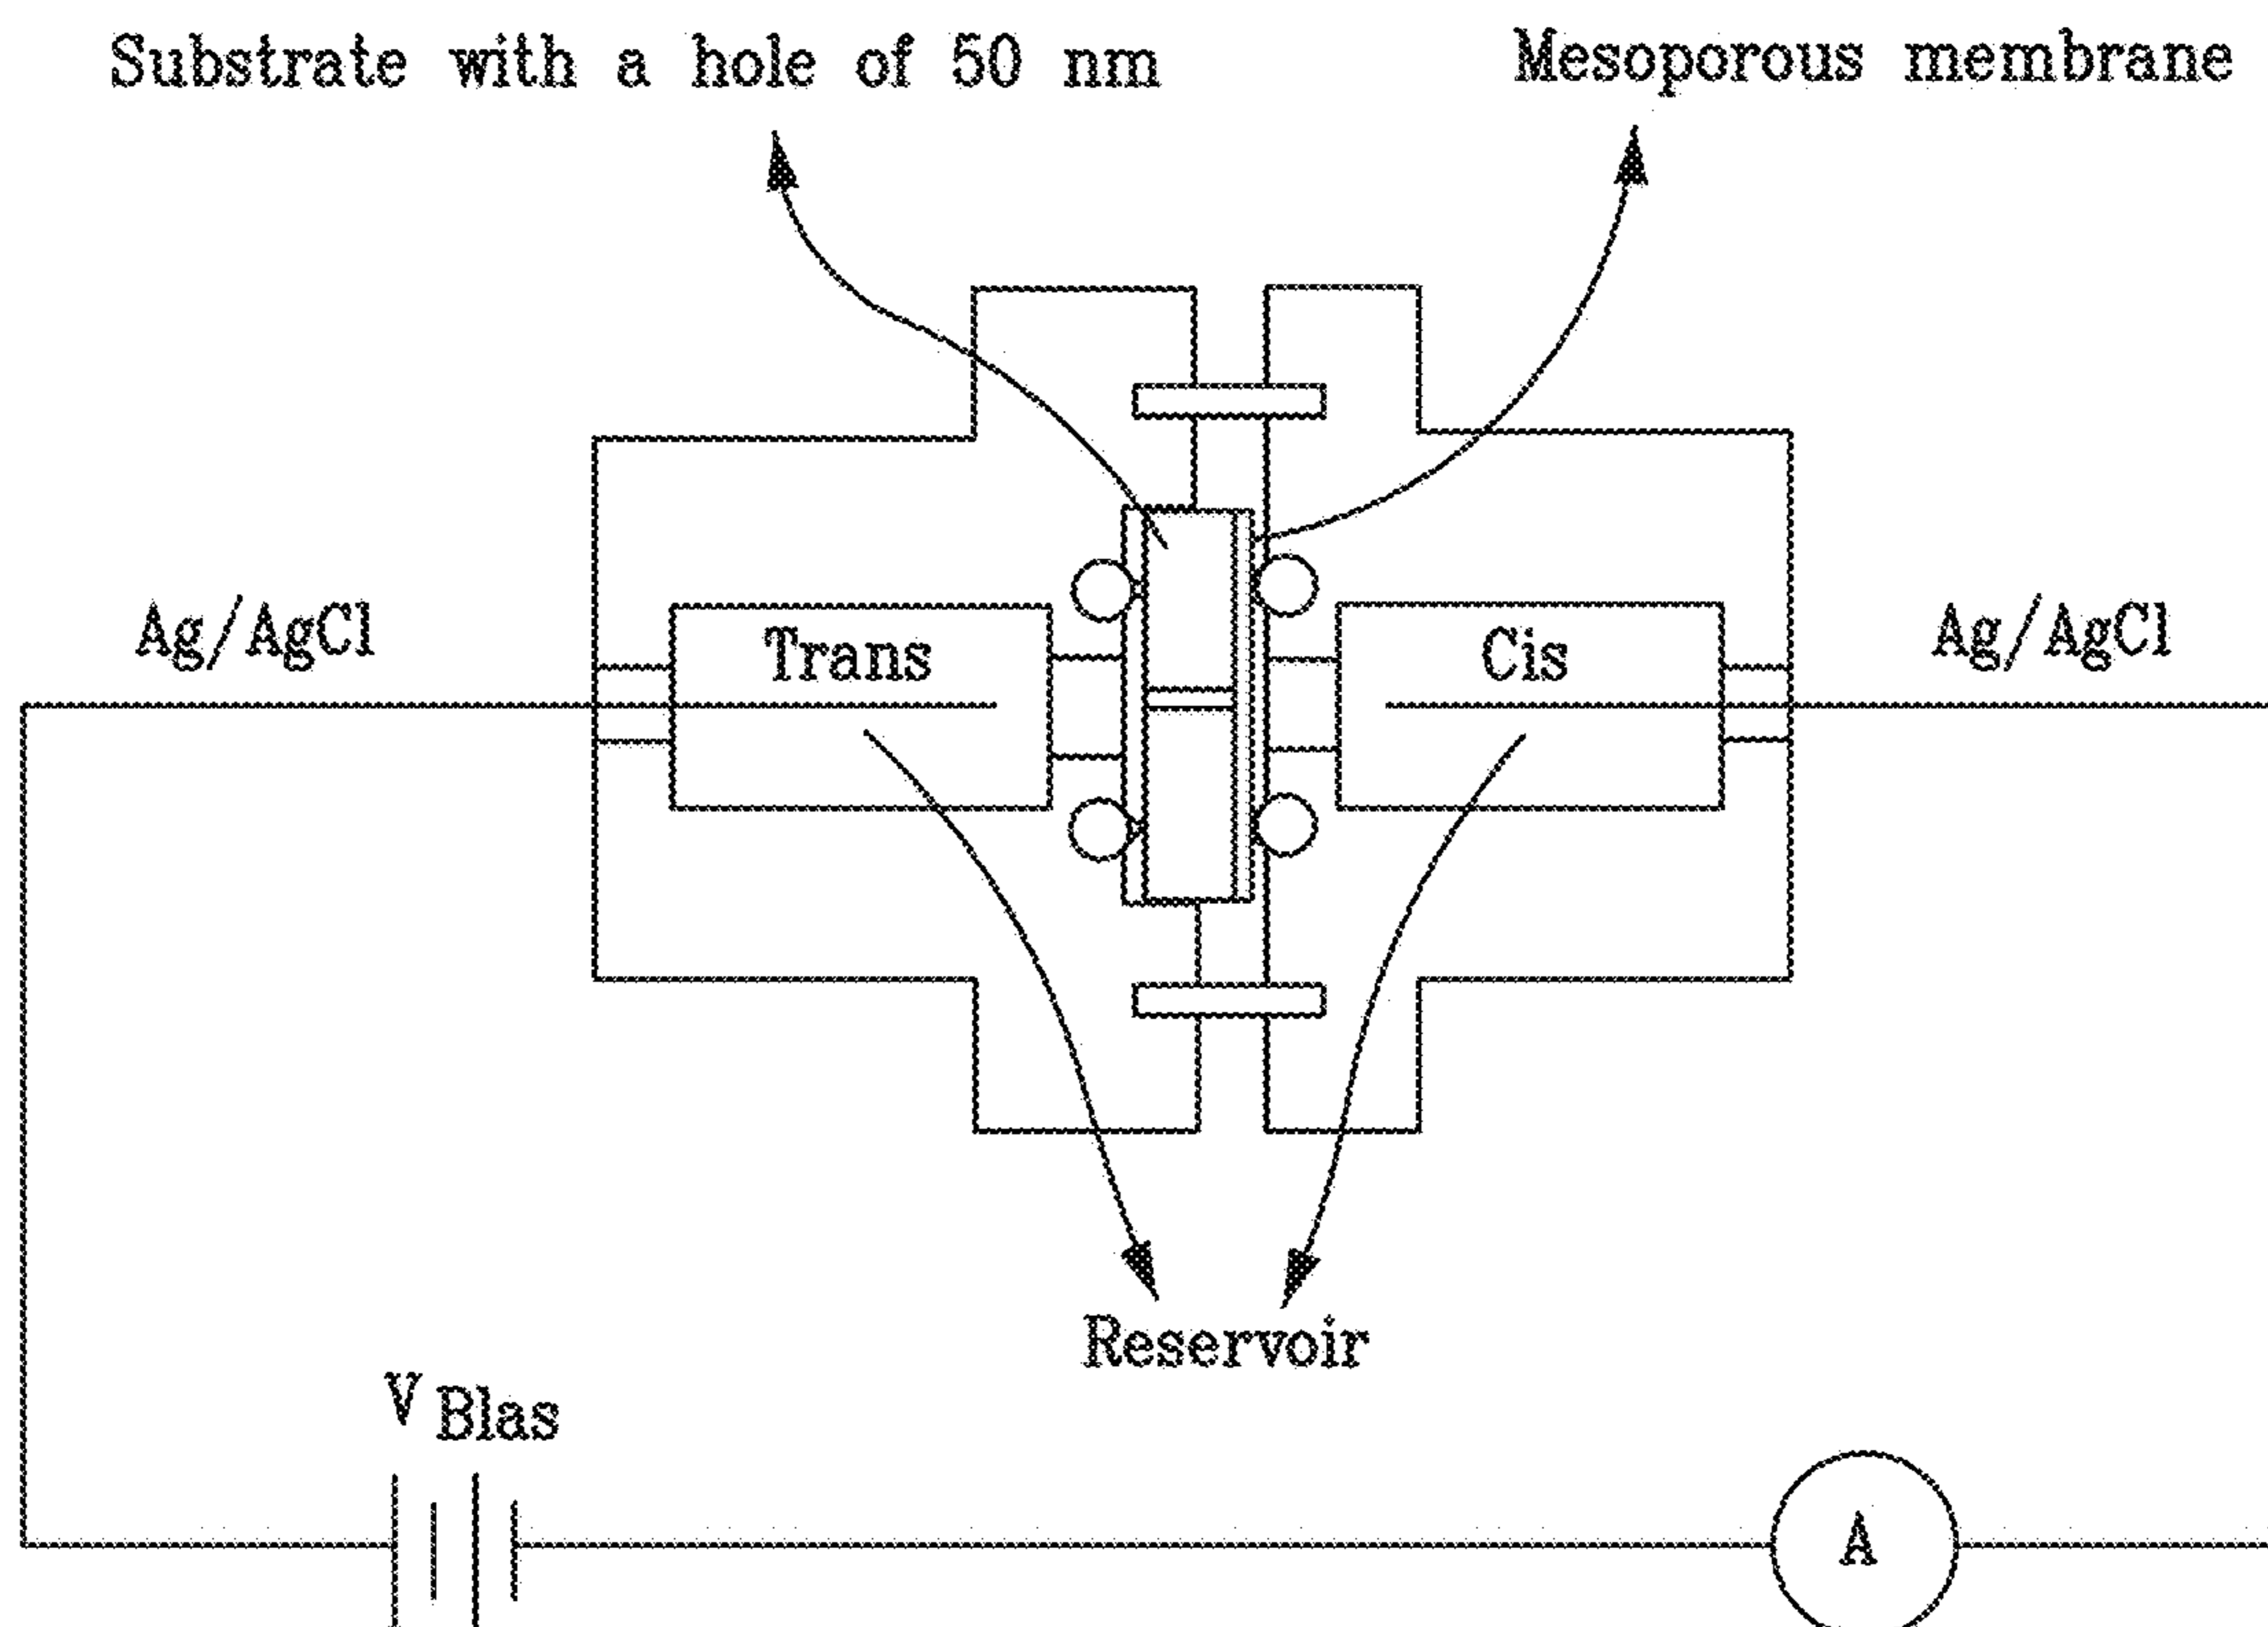 Substrate with a hole of 50 nm
Mesoporous membrane
Ag/AgCl
Trans
Cis
Ag/AgCl
Reservoir
V Blas
A